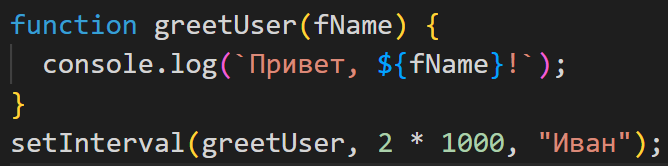 function greetUser(fName) {
  console.log(`Привет, ${fName}!`);
}
setInterval(greetUser, 2 * 1000, "Иван");